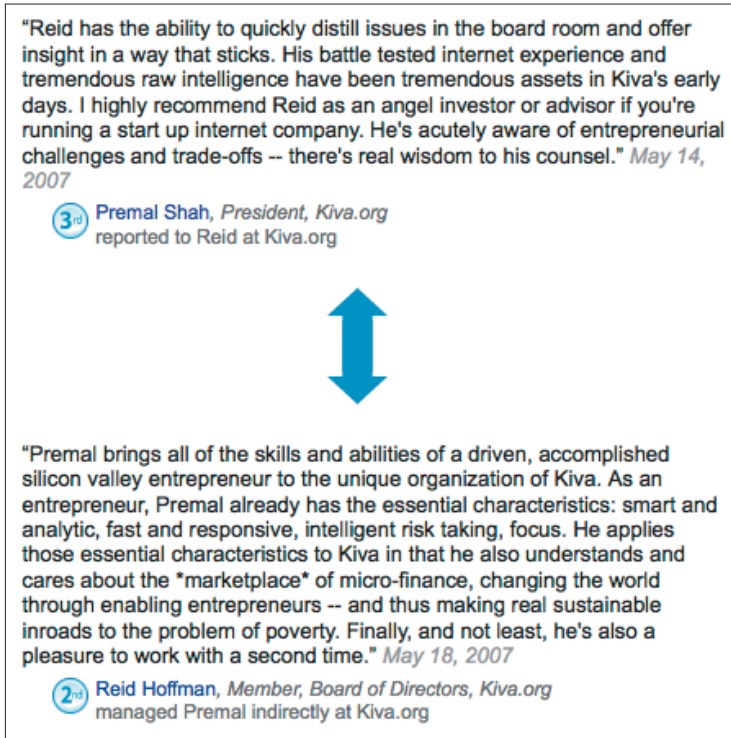 “Reid has the ability to quickly distill issues in the board room and offer
insight in a way that sticks. His battle tested internet experience and
tremendous raw intelligence have been tremendous assets in Kiva's early
days. I highly recommend Reid as an angel investor or advisor if you're
running a start up internet company. He's acutely aware of entrepreneurial
challenges and trade-offs -- there's real wisdom to his counsel.” May 14,
2007
3rd Premal Shah, President, Kiva.org
reported to Reid at Kiva.org
“Premal brings all of the skills and abilities of a driven, accomplished
silicon valley entrepreneur to the unique organization of Kiva. As an
entrepreneur, Premal already has the essential characteristics: smart and
analytic, fast and responsive, intelligent risk taking, focus. He applies
those essential characteristics to Kiva in that he also understands and
cares about the *marketplace* of micro-finance, changing the world
through enabling entrepreneurs -- and thus making real sustainable
inroads to the problem of poverty. Finally, and not least, he's also a
pleasure to work with a second time.” May 18, 2007
2nd Reid Hoffman, Member, Board of Directors, Kiva.org
managed Premal indirectly at Kiva.org